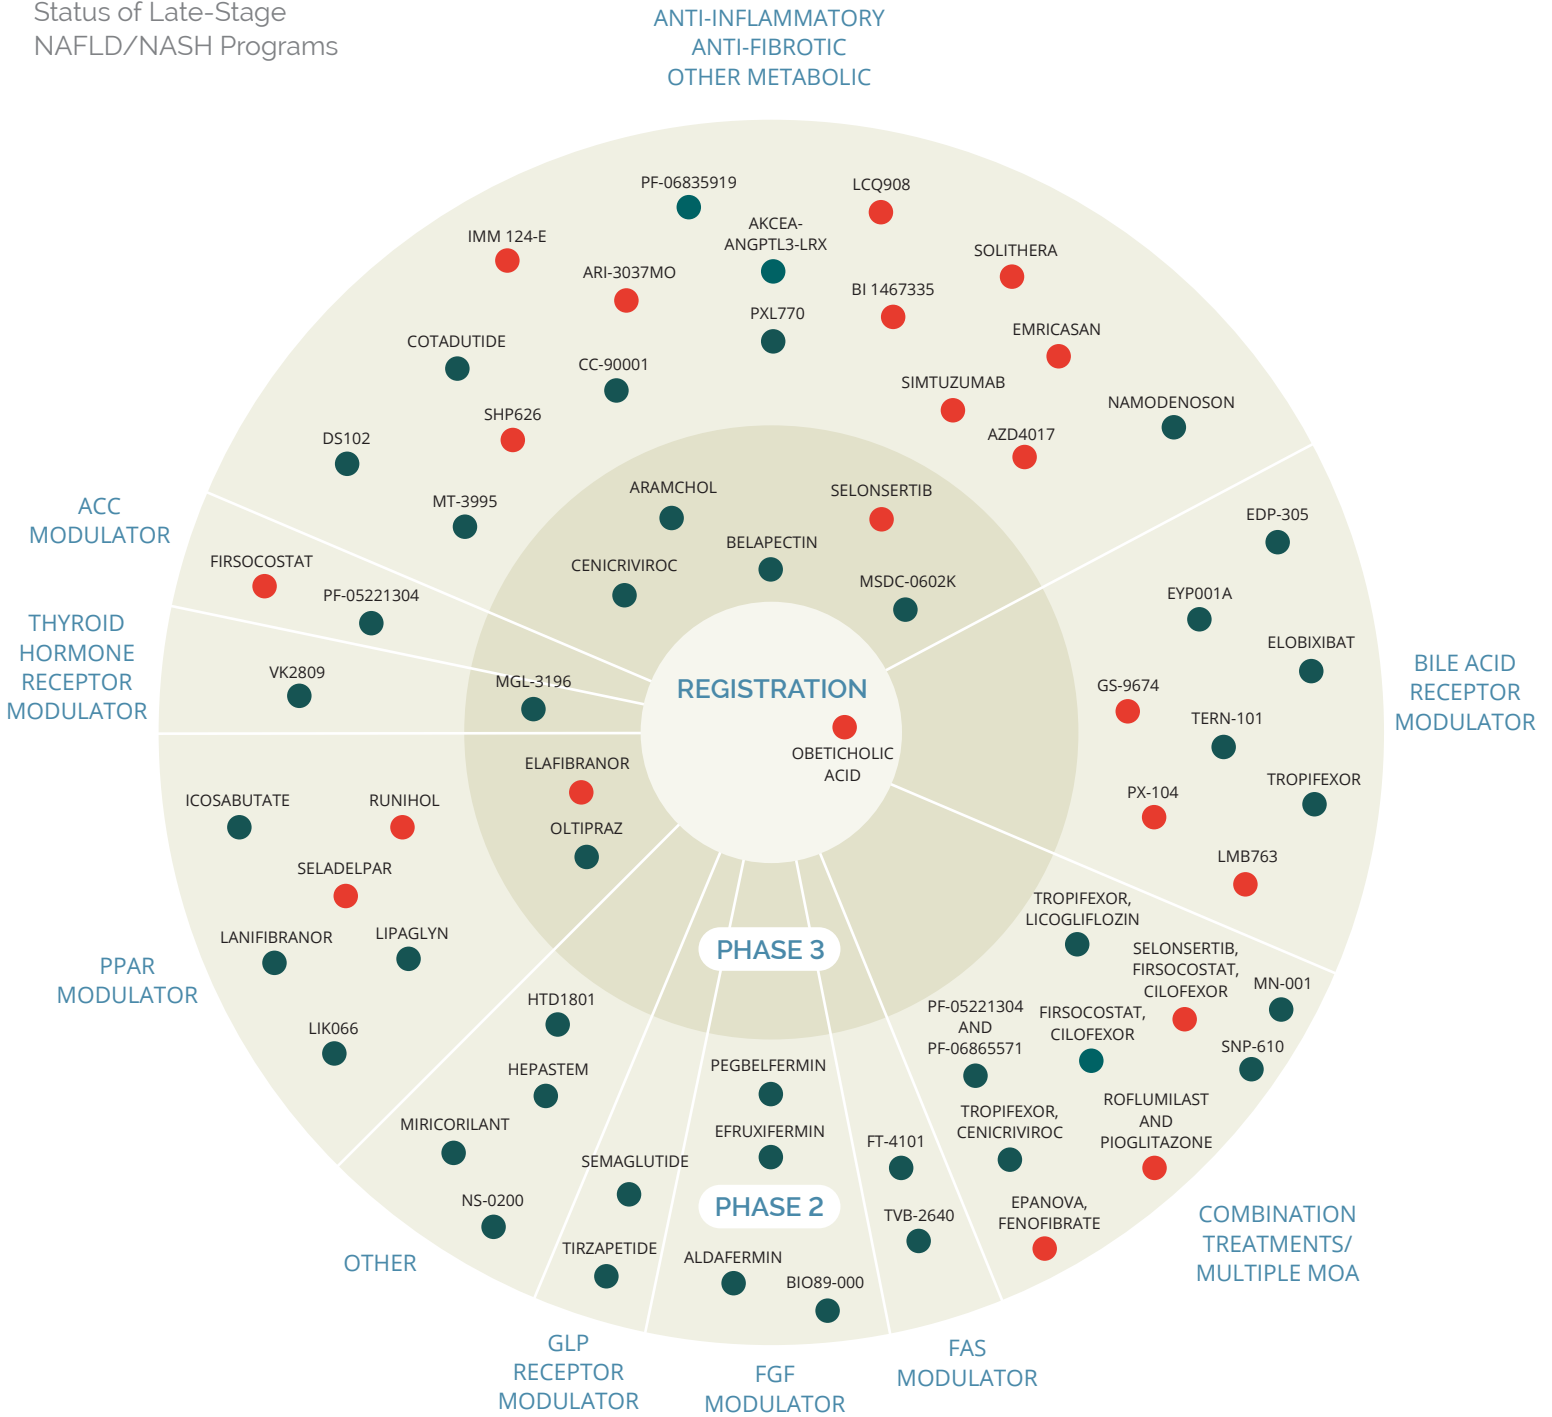 Status of Late-Stage
NAFLD/NASH Programs
ANTI-INFLAMMATORY
ANTI-FIBROTIC
OTHER METABOLIC
PF-06835919
LCQ908
AKCEA-
ANGPTL3-LRX
IMM 124-E
SOLITHERA
ARI-3037MO
BI 1467335
PXL770
EMRICASAN
COTADUTIDE
CC-90001
SIMTUZUMAB
NAMODENOSON
SHP626
AZD4017
DS102
MT-3995
ARAMCHOL
SELONSERTIB
BELAPECTIN
CENICRIVIROC
MSDC-0602K
ACC
MODULATOR
FIRSOCOSTAT
PF-05221304
THYROID
HORMONE
RECEPTOR
MODULATOR
VK2809
MGL-3196
REGISTRATION
OBETICHOLIC
ACID
EDP-305
EYP001A
ELOBIXIBAT
GS-9674
TERN-101
TROPIFEXOR
PX-104
LMB763
BILE ACID
RECEPTOR
MODULATOR
ELAFIBRANOR
OLTIPRAZ
ICOSABUTATE
RUNIHOL
SELADELPAR
LANIFIBRANOR
LIPAGLYN
LIK066
PPAR
MODULATOR
PHASE 3
TROPIFEXOR,
LICOGLIFLOZIN
SELONSERTIB,
FIRSOCOSTAT,
CILOFEXOR
MN-001
PF-05221304
AND
PF-06865571
FIRSOCOSTAT,
CILOFEXOR
SNP-610
ROFLUMILAST
AND
PIOGLITAZONE
TROPIFEXOR,
CENICRIVIROC
EPANOVA,
FENOFIBRATE
COMBINATION
TREATMENTS/
MULTIPLE MOA
HTD1801
HEPASTEM
MIRICORILANT
NS-0200
OTHER
SEMAGLUTIDE
TIRZAPETIDE
GLP
RECEPTOR
MODULATOR
PEGBELFERMIN
EFRUXIFERMIN
PHASE 2
ALDAFERMIN
BIO89-000
FGF
MODULATOR
FT-4101
TVB-2640
FAS
MODULATOR